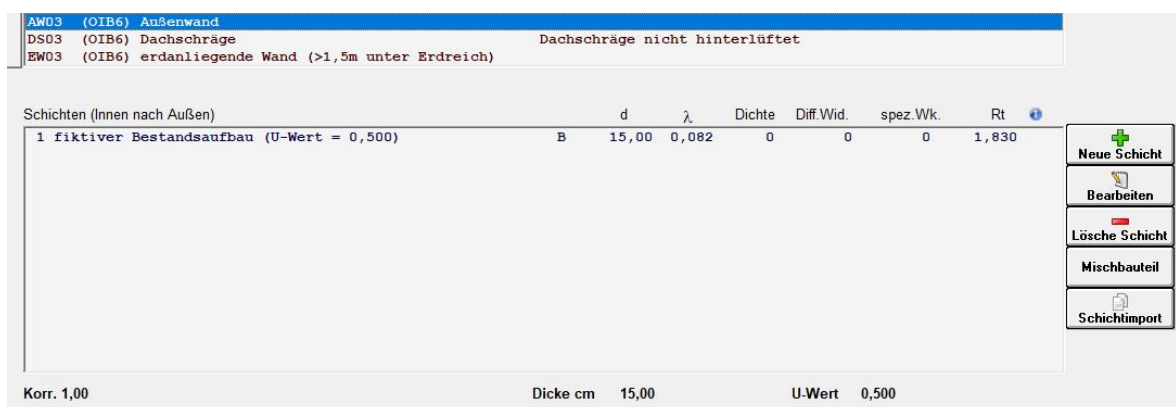 AW03 (OIB6) Außenwand
DS03 (OIB6) Dachschräge Dachschräge nicht hinterlüftet
EW03 (OIB6) erdanliegende Wand (>1,5m unter Erdreich)
Schichten (Innen nach Außen) d λ Dichte Diff.Wid. spez.Wk. Rt
1 fiktiver Bestandsaufbau (U-Wert = 0,500) B 15,00 0,082 0 0 0 1,830
Neue Schicht
Bearbeiten
Lösche Schicht
Mischbauteil
Schichtimport
Korr. 1,00 Dicke cm 15,00 U-Wert 0,500